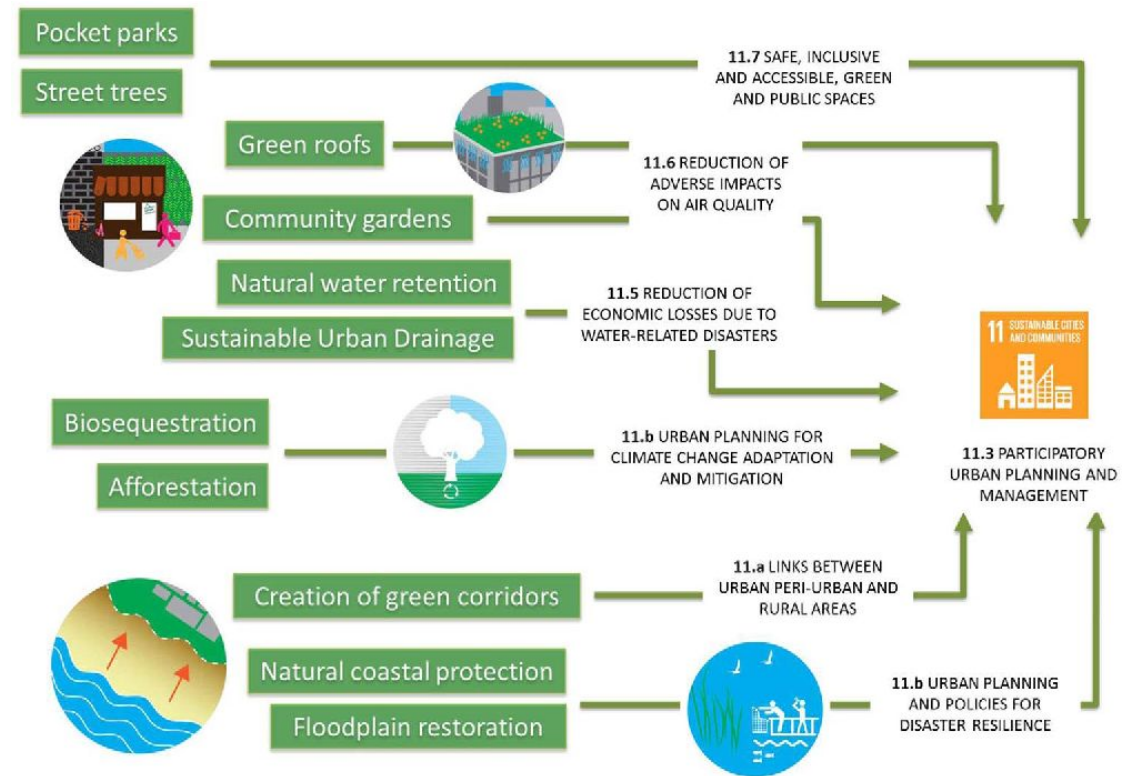 Pocket parks
Street trees
11.7 SAFE, INCLUSIVE
AND ACCESSIBLE, GREEN
AND PUBLIC SPACES
Green roofs
11.6 REDUCTION OF
ADVERSE IMPACTS
ON AIR QUALITY
Community gardens
Natural water retention
Sustainable Urban Drainage
11.5 REDUCTION OF
ECONOMIC LOSSES DUE TO
WATER-RELATED DISASTERS
11 SUSTAINABLE CITIES
AND COMMUNITIES
Biosequestration
Afforestation
11.b URBAN PLANNING FOR
CLIMATE CHANGE ADAPTATION
AND MITIGATION
11.3 PARTICIPATORY
URBAN PLANNING AND
MANAGEMENT
Creation of green corridors
11.a LINKS BETWEEN
URBAN PERI-URBAN AND
RURAL AREAS
Natural coastal protection
Floodplain restoration
11.b URBAN PLANNING
AND POLICIES FOR
DISASTER RESILIENCE